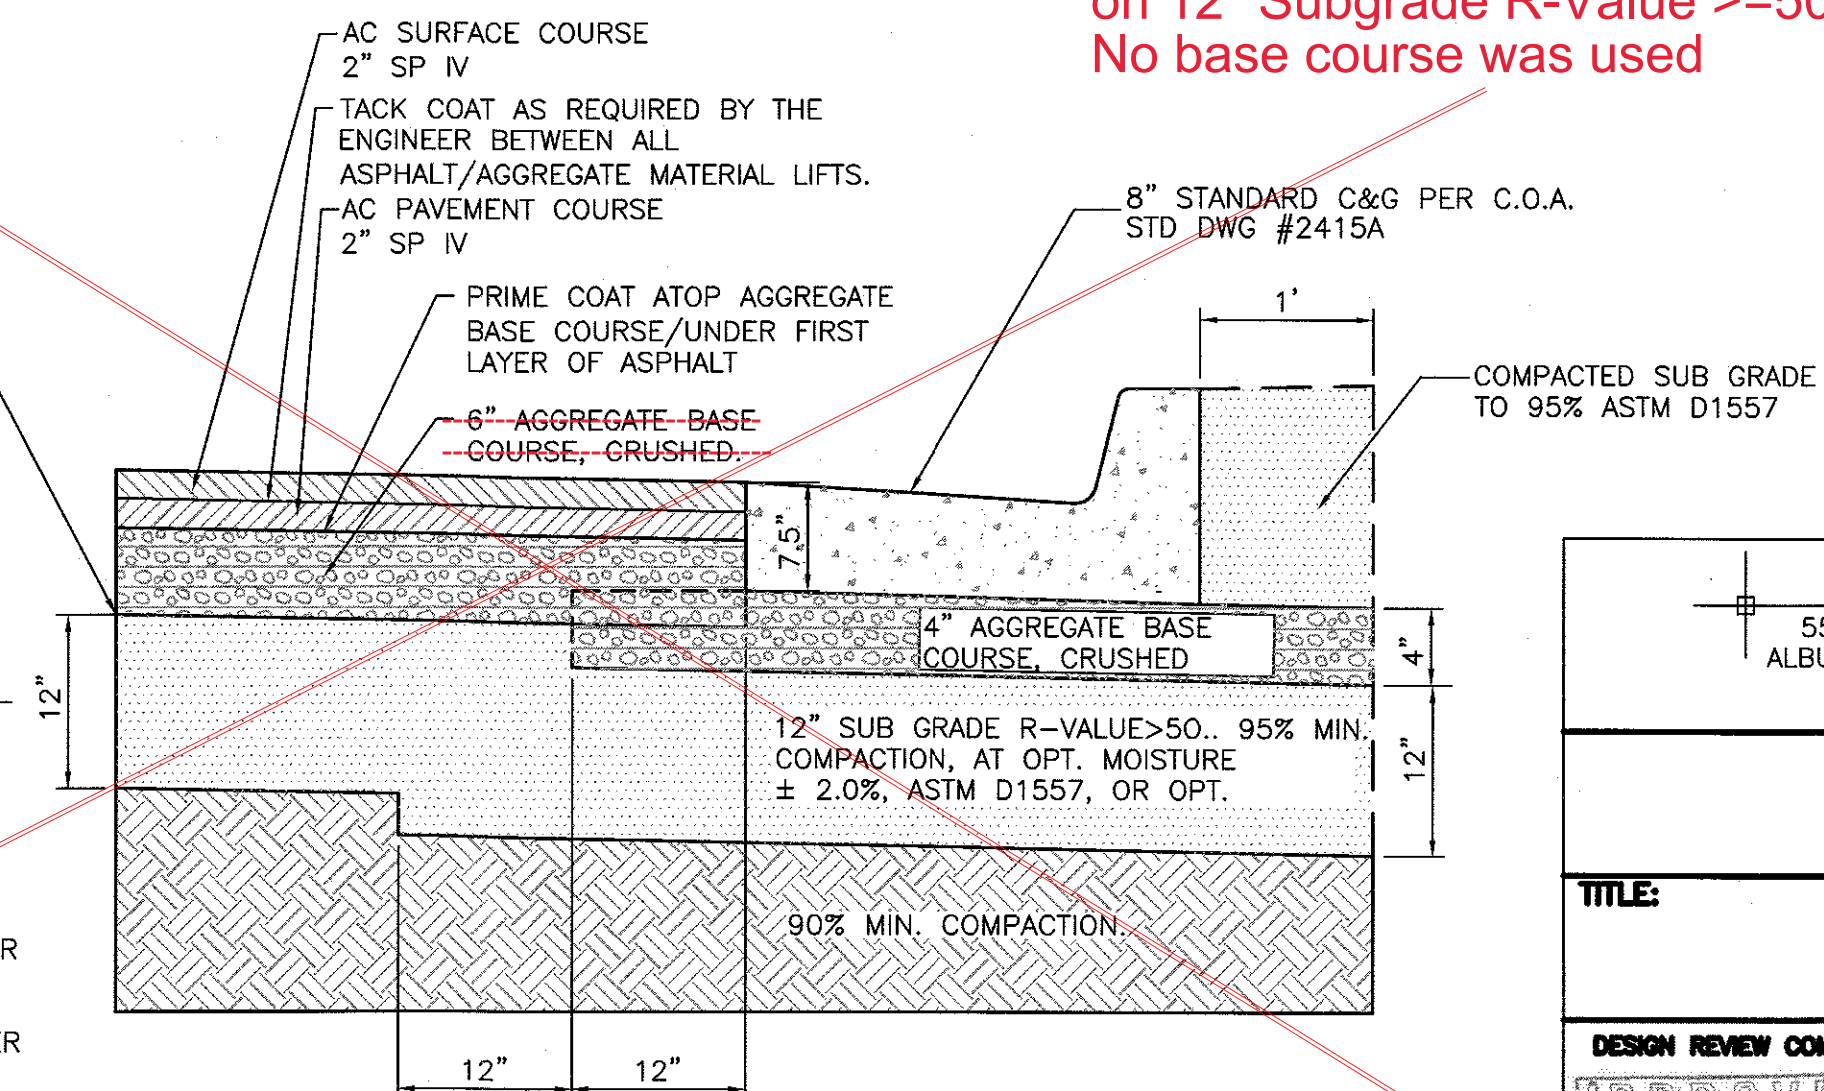 on 12" Subgrade R-Value >=50
No base course was used
AC SURFACE COURSE
2" SP IV
TACK COAT AS REQUIRED BY THE
ENGINEER BETWEEN ALL
ASPHALT/AGGREGATE MATERIAL LIFTS.
AC PAVEMENT COURSE
2" SP IV
PRIME COAT ATOP AGGREGATE
BASE COURSE/UNDER FIRST
LAYER OF ASPHALT
6" AGGREGATE BASE
COURSE, CRUSHED.
8" STANDARD C&G PER C.O.A.
STD DWG #2415A
1'
COMPACTED SUB GRADE
TO 95% ASTM D1557
7.5"
4" AGGREGATE BASE
COURSE, CRUSHED
4"
12"
12" SUB GRADE R-VALUE>50.. 95% MIN.
COMPACTION, AT OPT. MOISTURE
± 2.0%, ASTM D1557, OR OPT.
12"
90% MIN. COMPACTION.
12"
12"
R
ER
55
ALBU
TITLE:
DESIGN REVIEW COM